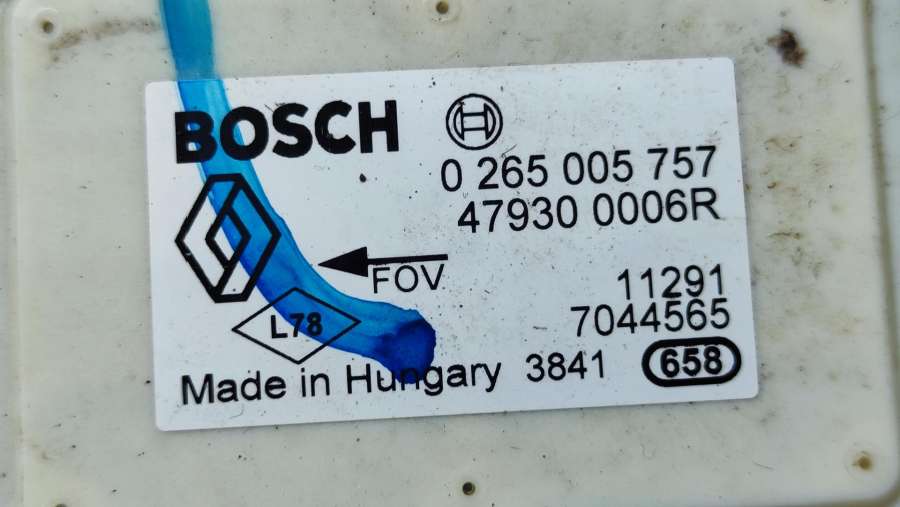 BOSCH
0 265 005 757
47930 0006R
FOV
11291
L78
7044565
Made in Hungary 3841 658